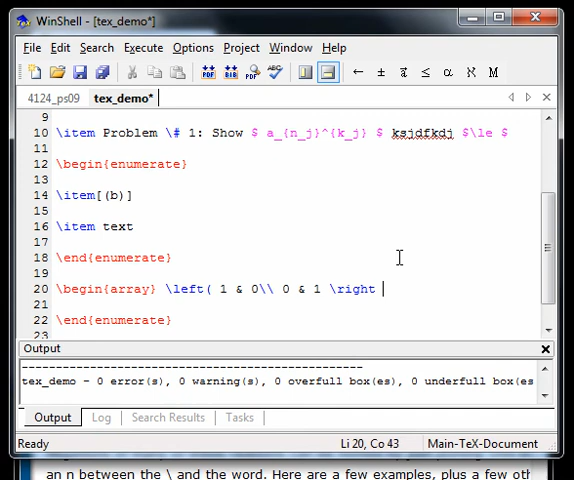 WinShell - [tex_demo*]
File Edit Search Execute Options Project Window Help
PDF BIB PDF ABC ← ± ɑ̃ ≤ α ℵ M
4124_ps09 tex_demo*
9
10 \item Problem \# 1: Show $ a_{n_j}^{k_j} $ ksjdfkdj $\le $
11
12 \begin{enumerate}
13
14 \item[(b)]
15
16 \item text
17
18 \end{enumerate}
19
20 \begin{array} \left( 1 & 0\\ 0 & 1 \right
21
22 \end{enumerate}
23
Output
--------------------------------------------------
tex_demo - 0 error(s), 0 warning(s), 0 overfull box(es), 0 underfull box(es
Output Log Search Results Tasks
Ready Li 20, Co 43 Main-TeX-Document
an n between the \ and the word. Here are a few examples, plus a few oth